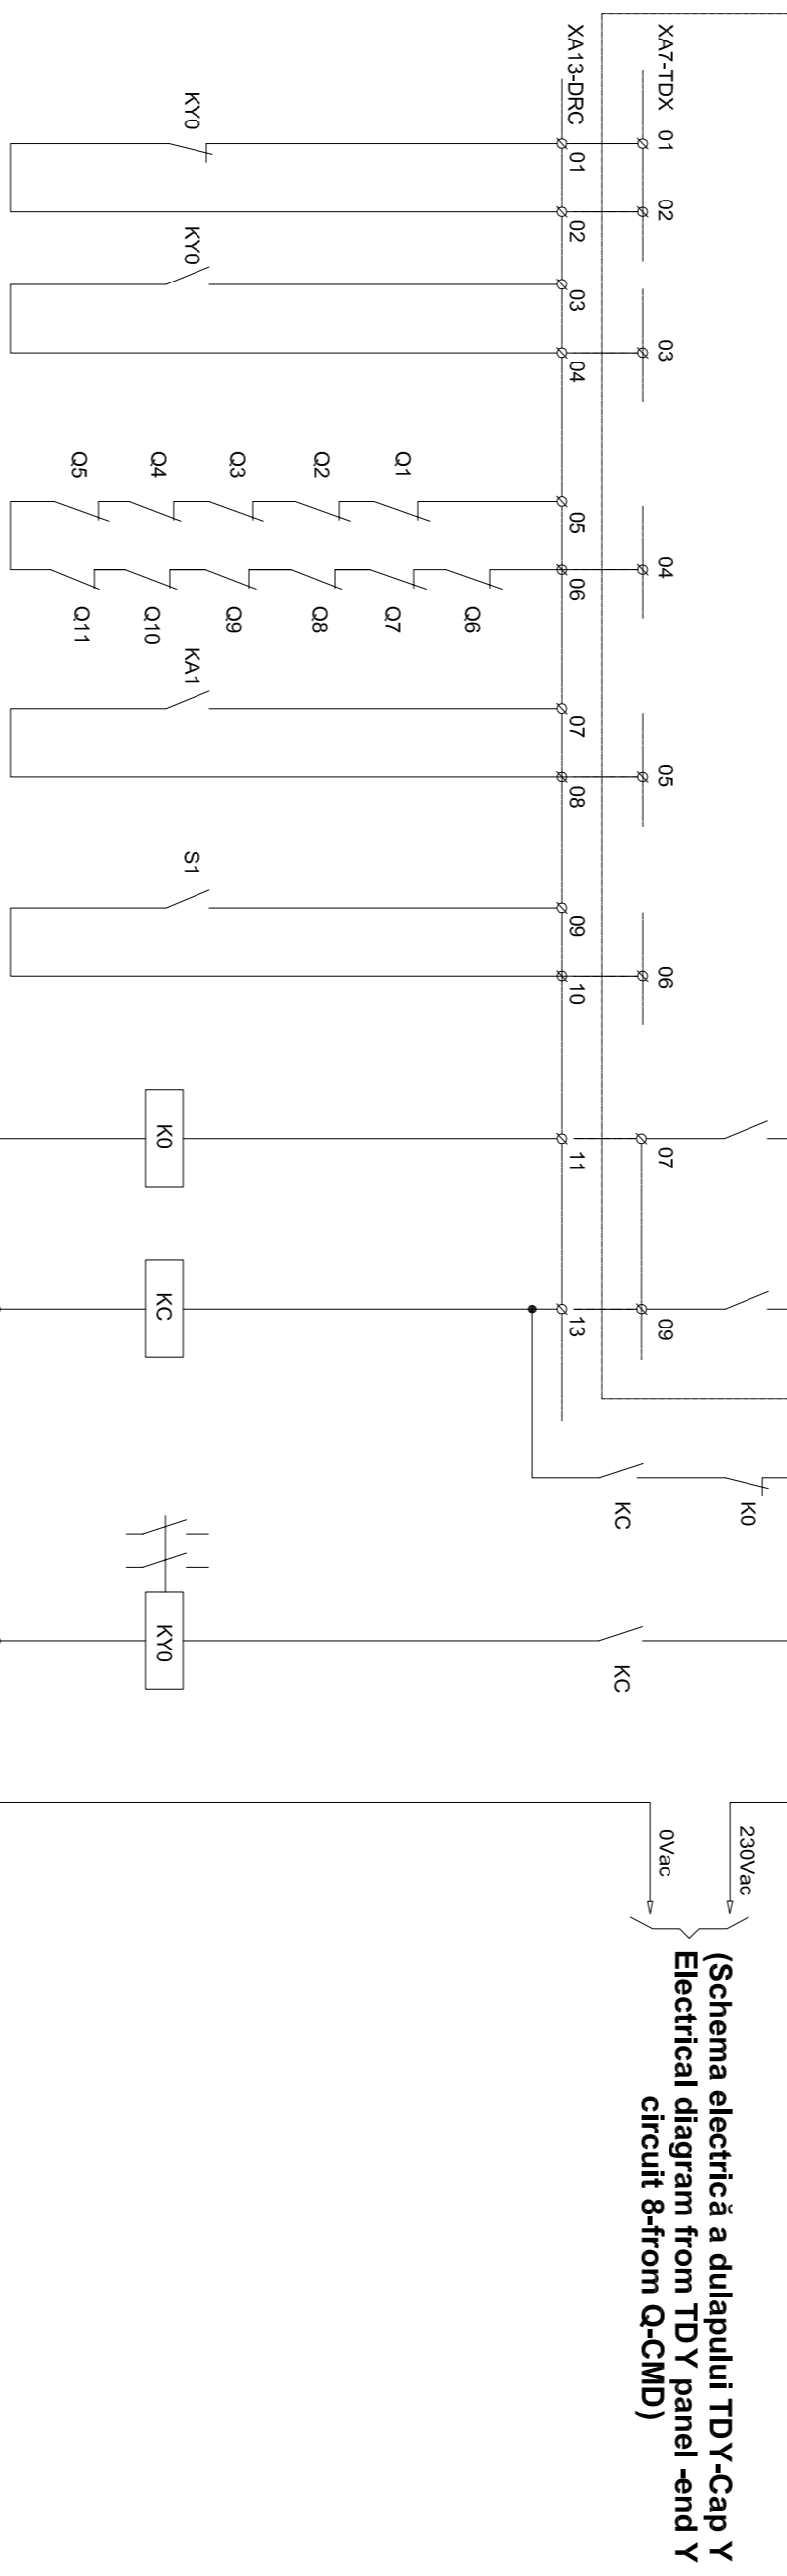 XA7-TDX
01
02
03
04
05
06
07
09
XA13-DRC
01
02
03
04
05
06
07
08
09
10
11
13
KY0
KY0
Q5
Q4
Q3
Q2
Q1
Q11
Q10
Q9
Q8
Q7
Q6
KA1
S1
K0
KC
KC
K0
KY0
KC
230Vac
0Vac
(Schema electrică a dulapului TDY-Cap Y
Electrical diagram from TDY panel -end Y
circuit 8-from Q-CMD)